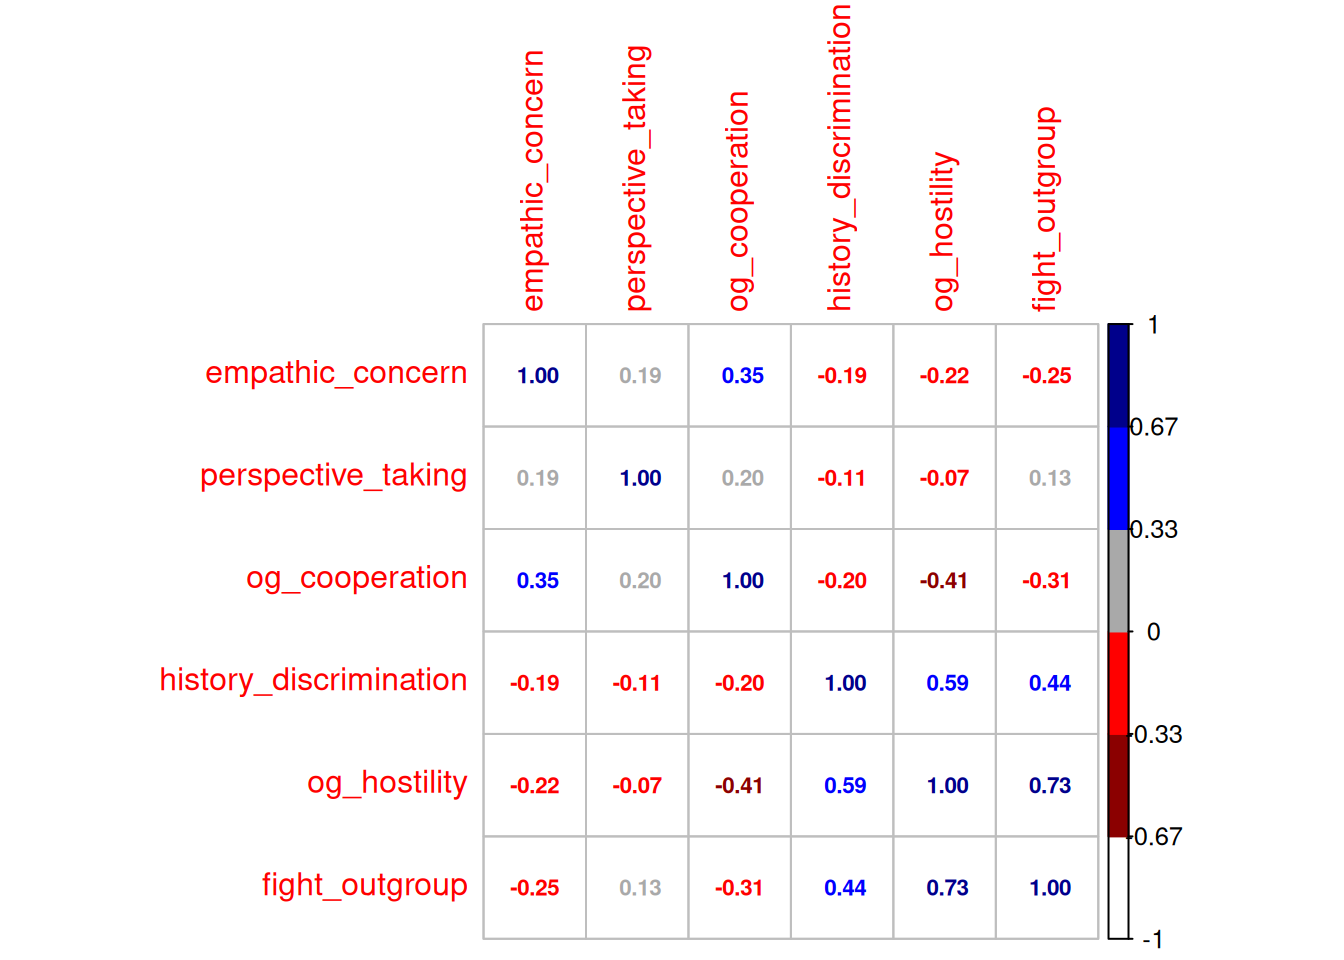 empathic_concern
perspective_taking
og_cooperation
history_discrimination
og_hostility
fight_outgroup
1
empathic_concern 1.00 0.19 0.35 -0.19 -0.22 -0.25
0.67
perspective_taking 0.19 1.00 0.20 -0.11 -0.07 0.13
0.33
og_cooperation 0.35 0.20 1.00 -0.20 -0.41 -0.31
0
history_discrimination -0.19 -0.11 -0.20 1.00 0.59 0.44
-0.33
og_hostility -0.22 -0.07 -0.41 0.59 1.00 0.73
-0.67
fight_outgroup -0.25 0.13 -0.31 0.44 0.73 1.00
-1